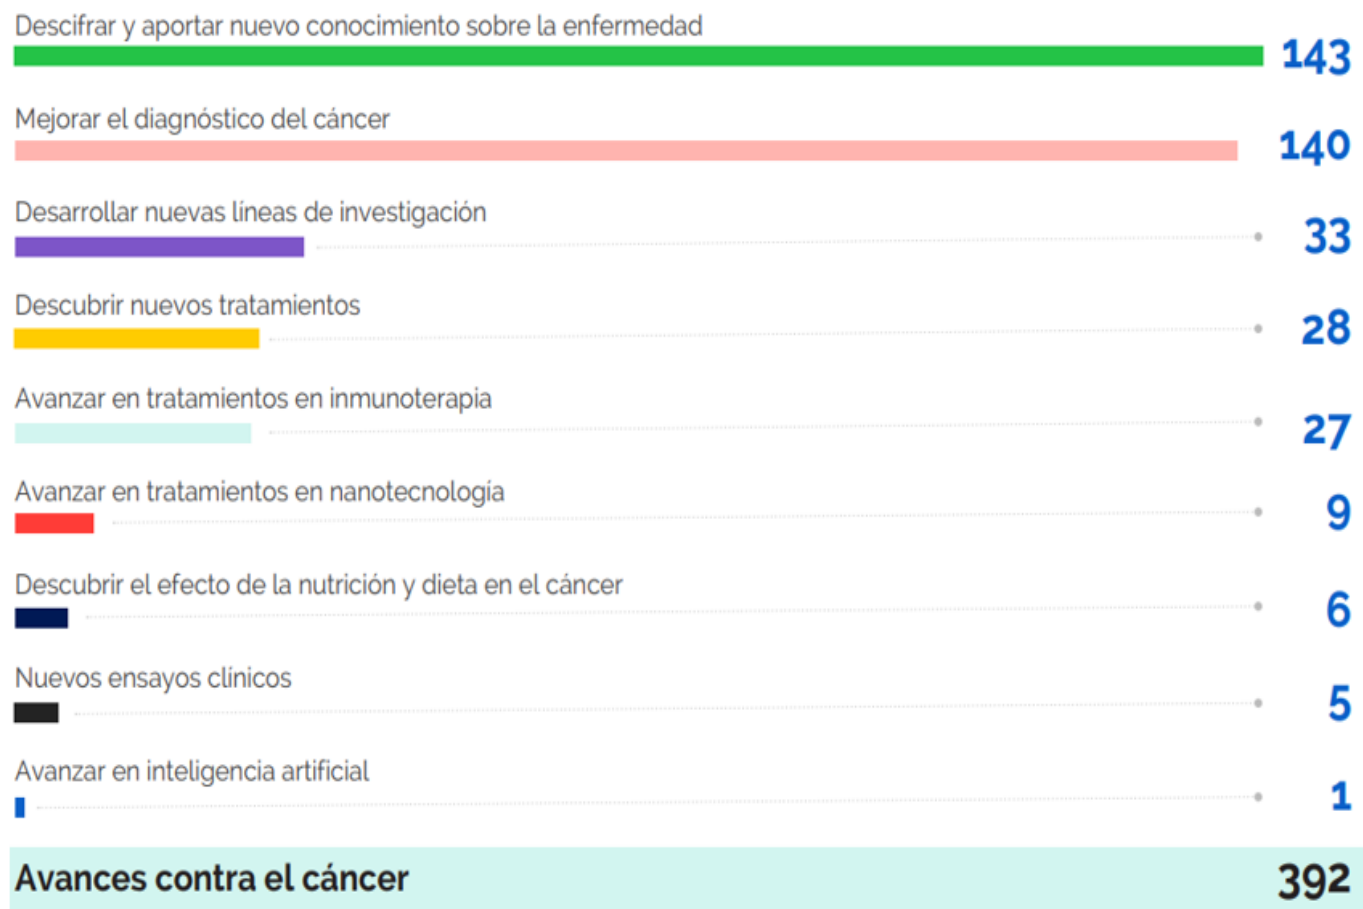 Descifrar y aportar nuevo conocimiento sobre la enfermedad
143
Mejorar el diagnóstico del cáncer
140
Desarrollar nuevas líneas de investigación
33
Descubrir nuevos tratamientos
28
Avanzar en tratamientos en inmunoterapia
27
Avanzar en tratamientos en nanotecnología
9
Descubrir el efecto de la nutrición y dieta en el cáncer
6
Nuevos ensayos clínicos
5
Avanzar en inteligencia artificial
1
Avances contra el cáncer 392